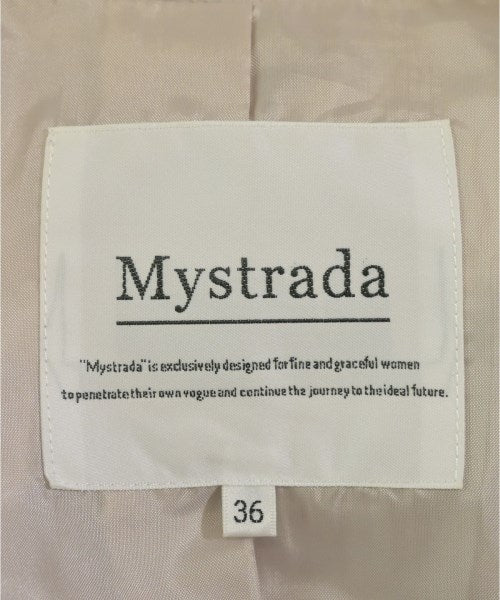 Mystrada
"Mystrada" is exclusively designed for fine and graceful women
to penetrate their own vogue and continue the journey to the ideal future.
36